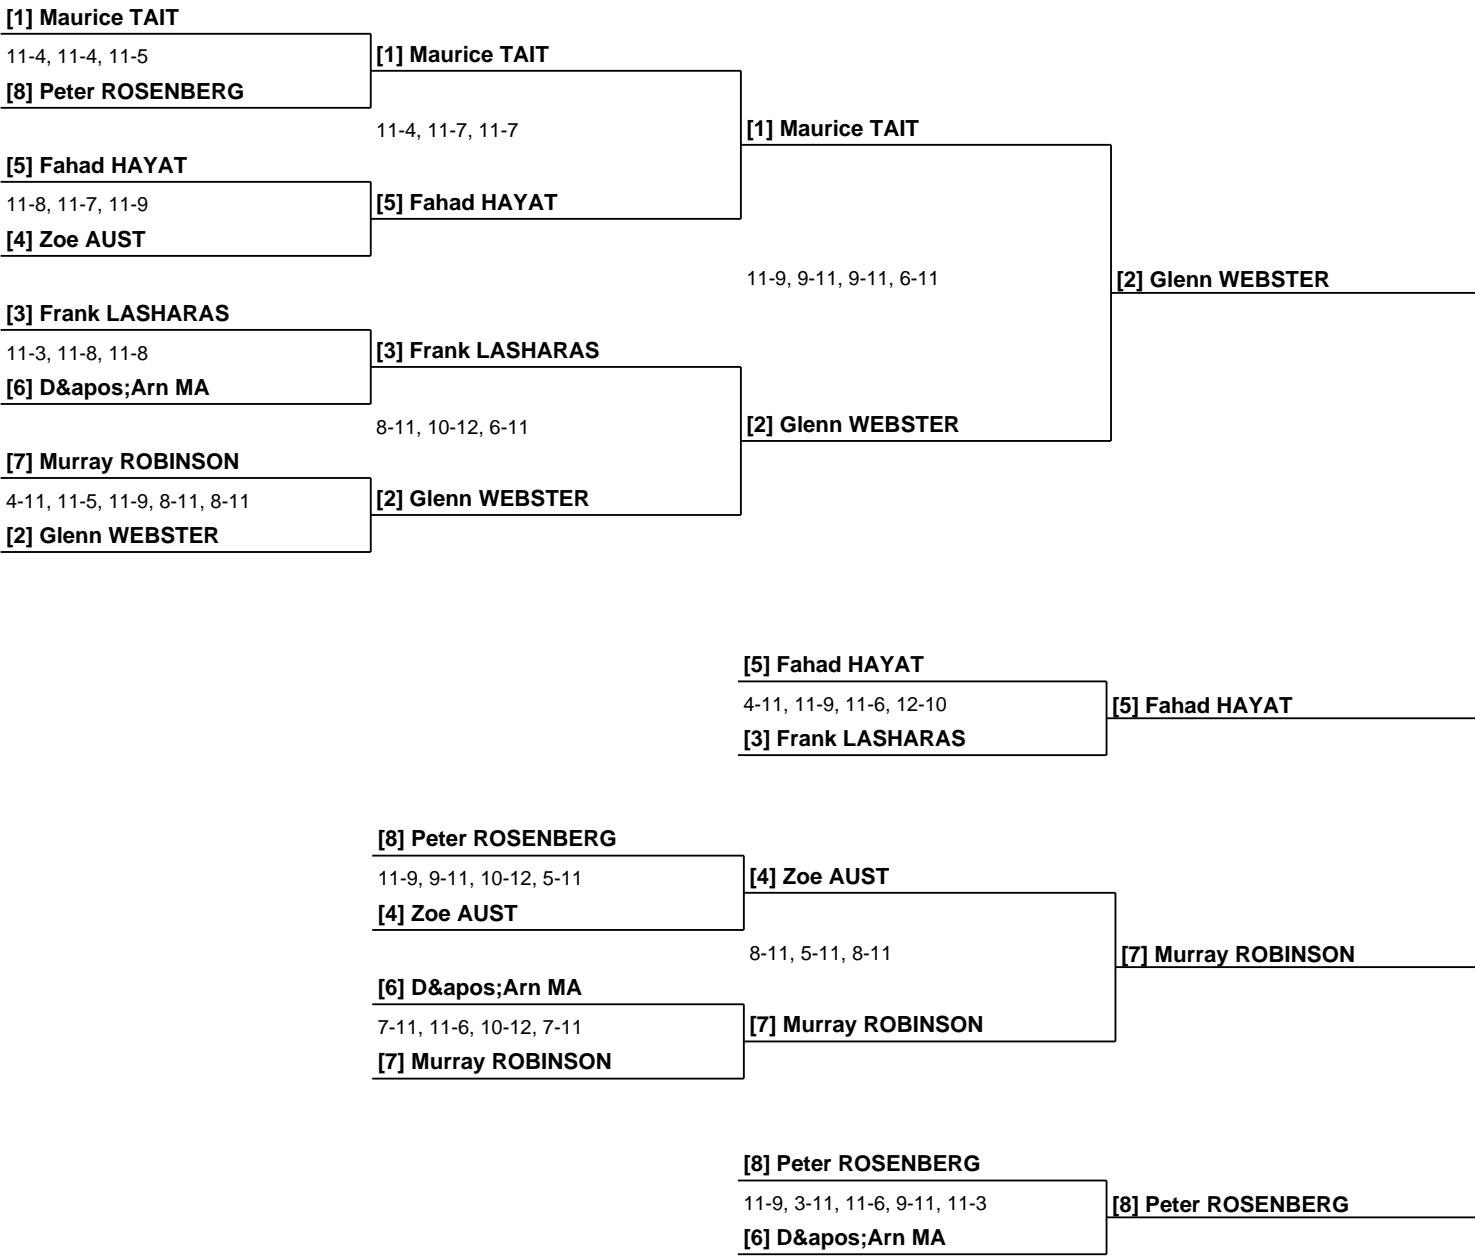 [1] Maurice TAIT
11-4, 11-4, 11-5
[8] Peter ROSENBERG
[1] Maurice TAIT
11-4, 11-7, 11-7
[5] Fahad HAYAT
11-8, 11-7, 11-9
[4] Zoe AUST
[5] Fahad HAYAT
[1] Maurice TAIT
11-9, 9-11, 9-11, 6-11
[2] Glenn WEBSTER
[3] Frank LASHARAS
11-3, 11-8, 11-8
[6] D&apos;Arn MA
[3] Frank LASHARAS
8-11, 10-12, 6-11
[7] Murray ROBINSON
4-11, 11-5, 11-9, 8-11, 8-11
[2] Glenn WEBSTER
[2] Glenn WEBSTER
[2] Glenn WEBSTER
[5] Fahad HAYAT
4-11, 11-9, 11-6, 12-10
[3] Frank LASHARAS
[5] Fahad HAYAT
[8] Peter ROSENBERG
11-9, 9-11, 10-12, 5-11
[4] Zoe AUST
[4] Zoe AUST
8-11, 5-11, 8-11
[7] Murray ROBINSON
[6] D&apos;Arn MA
7-11, 11-6, 10-12, 7-11
[7] Murray ROBINSON
[7] Murray ROBINSON
[8] Peter ROSENBERG
11-9, 3-11, 11-6, 9-11, 11-3
[6] D&apos;Arn MA
[8] Peter ROSENBERG